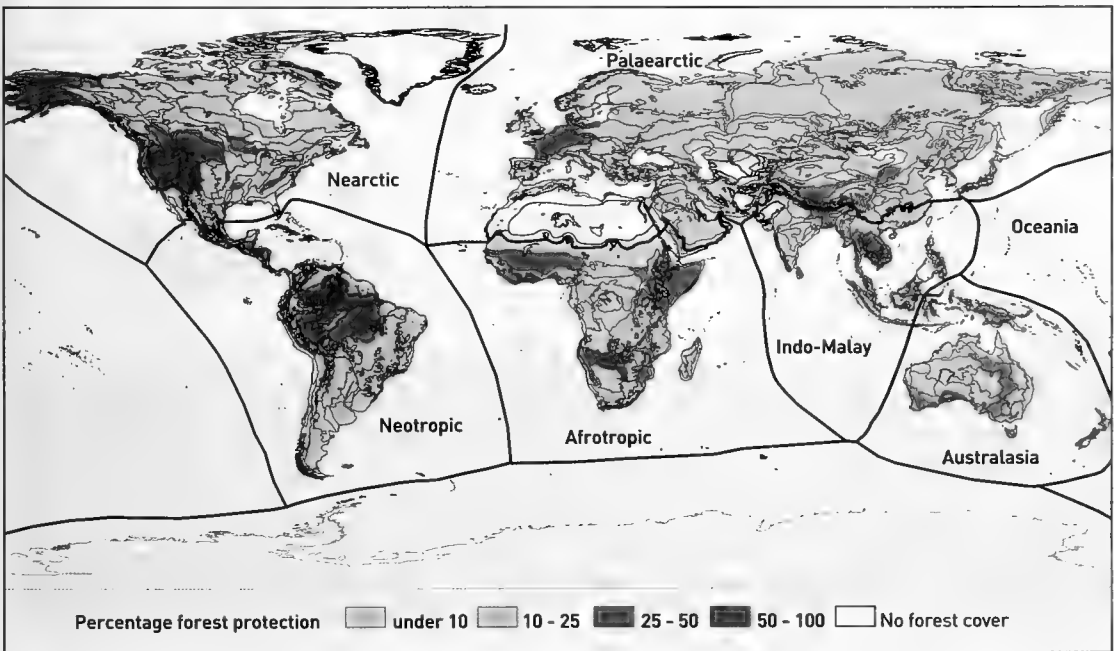 Palaearctic
Nearctic
Oceania
Indo-Malay
Neotropic
Afrotropic
Australasia
Percentage forest protection under 10 10 - 25 25 - 50 50 - 100 No forest cover